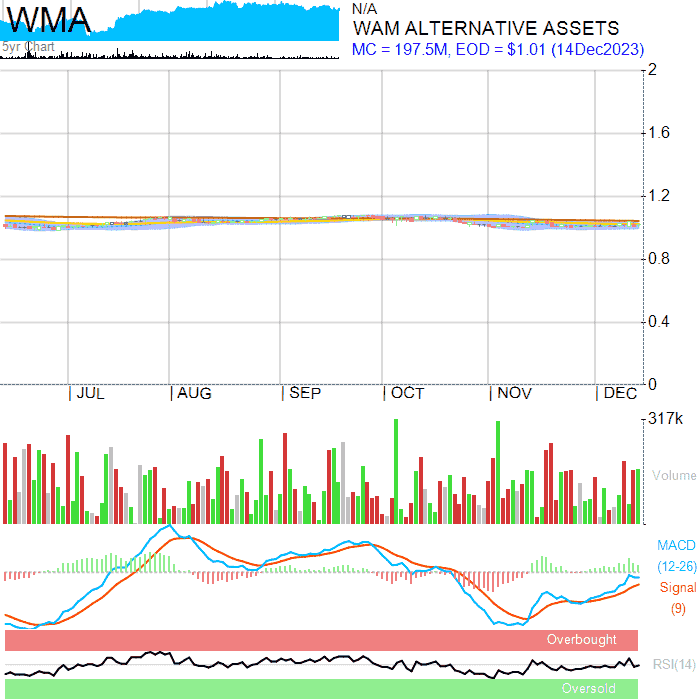 WMA
5yr Chart
N/A
WAM ALTERNATIVE ASSETS
MC = 197.5M, EOD = $1.01 (14Dec2023)
2
1.6
1.2
0.8
0.4
0
JUL AUG SEP OCT NOV DEC
317k
Volume
MACD
(12-26)
Signal
(9)
Overbought
RSI(14)
Oversold